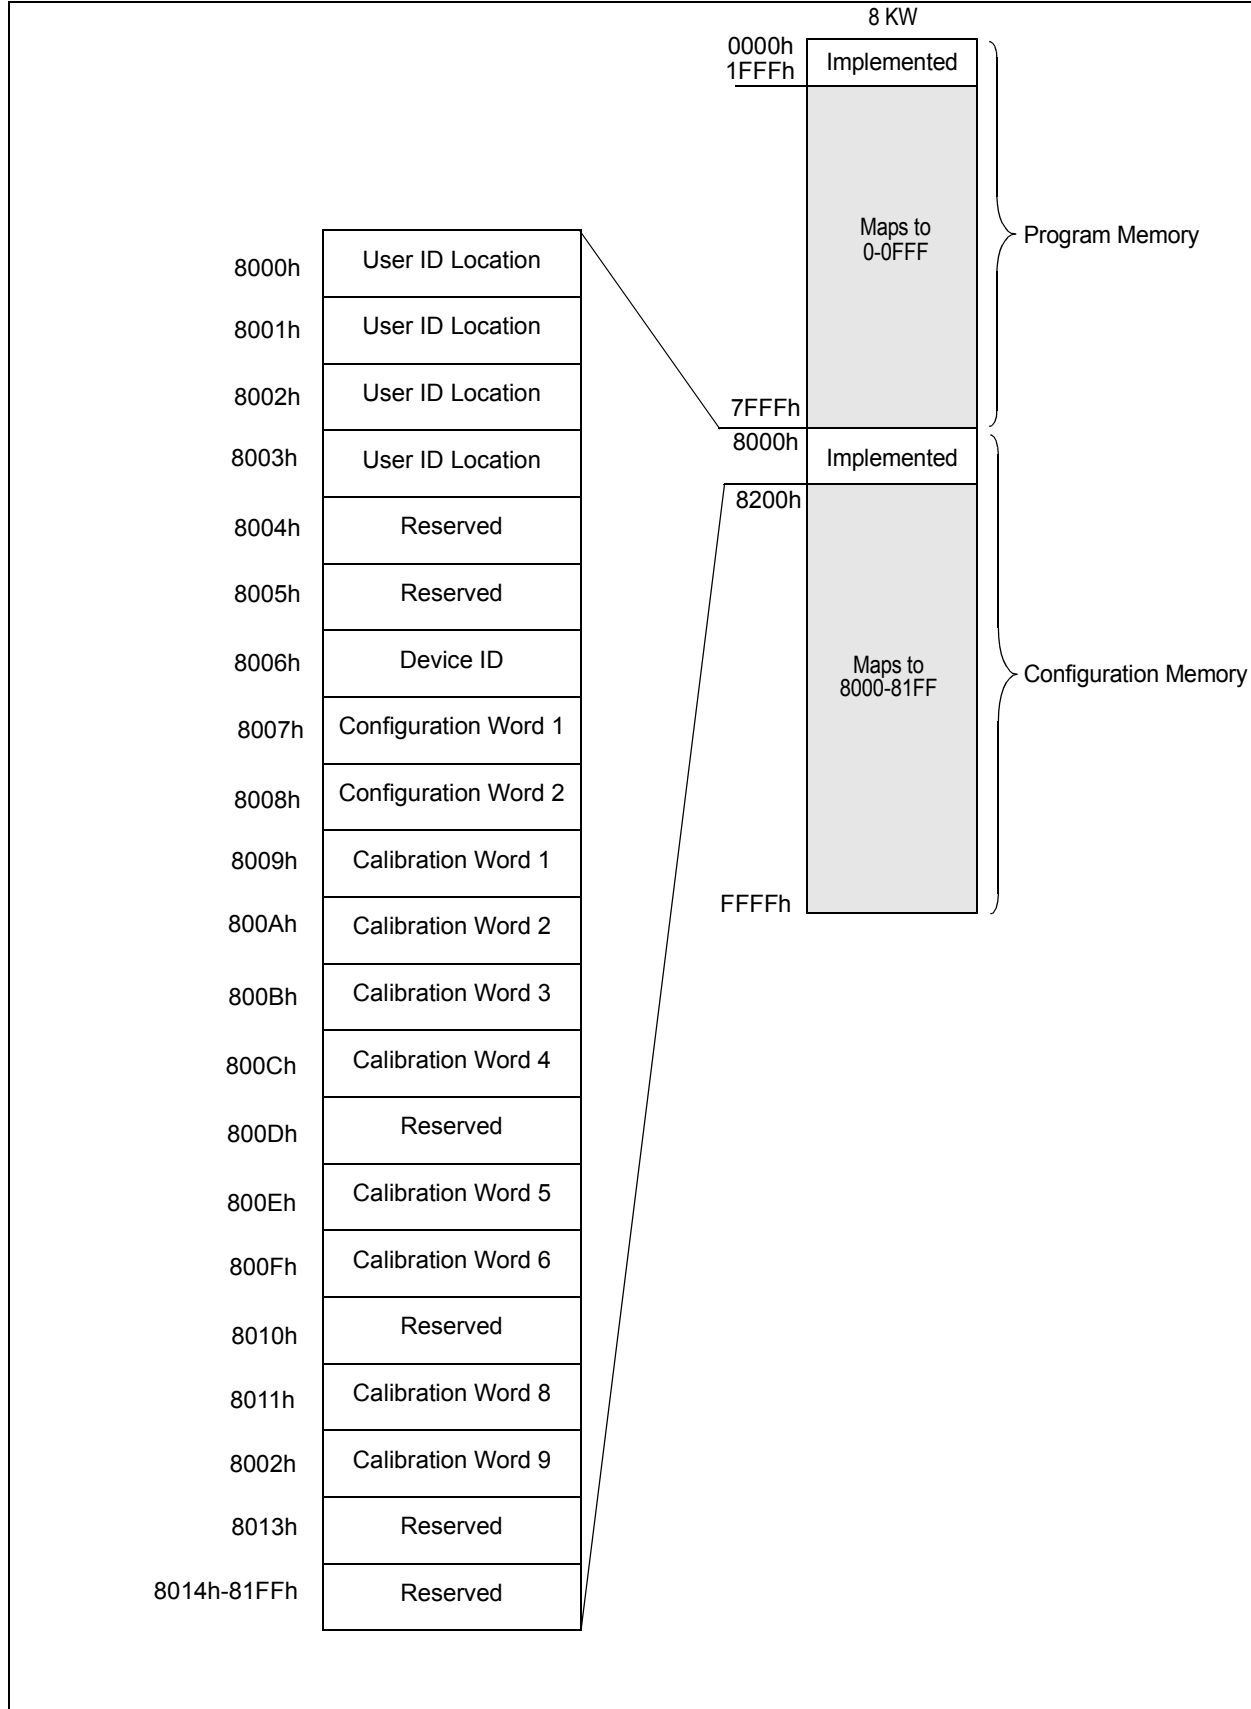 8 KW
0000h
1FFFh
Implemented
Maps to
0-0FFF
Program Memory
7FFFh
8000h
Implemented
8200h
Maps to
8000-81FF
Configuration Memory
FFFFh
8000h User ID Location
8001h User ID Location
8002h User ID Location
8003h User ID Location
8004h Reserved
8005h Reserved
8006h Device ID
8007h Configuration Word 1
8008h Configuration Word 2
8009h Calibration Word 1
800Ah Calibration Word 2
800Bh Calibration Word 3
800Ch Calibration Word 4
800Dh Reserved
800Eh Calibration Word 5
800Fh Calibration Word 6
8010h Reserved
8011h Calibration Word 8
8002h Calibration Word 9
8013h Reserved
8014h-81FFh Reserved